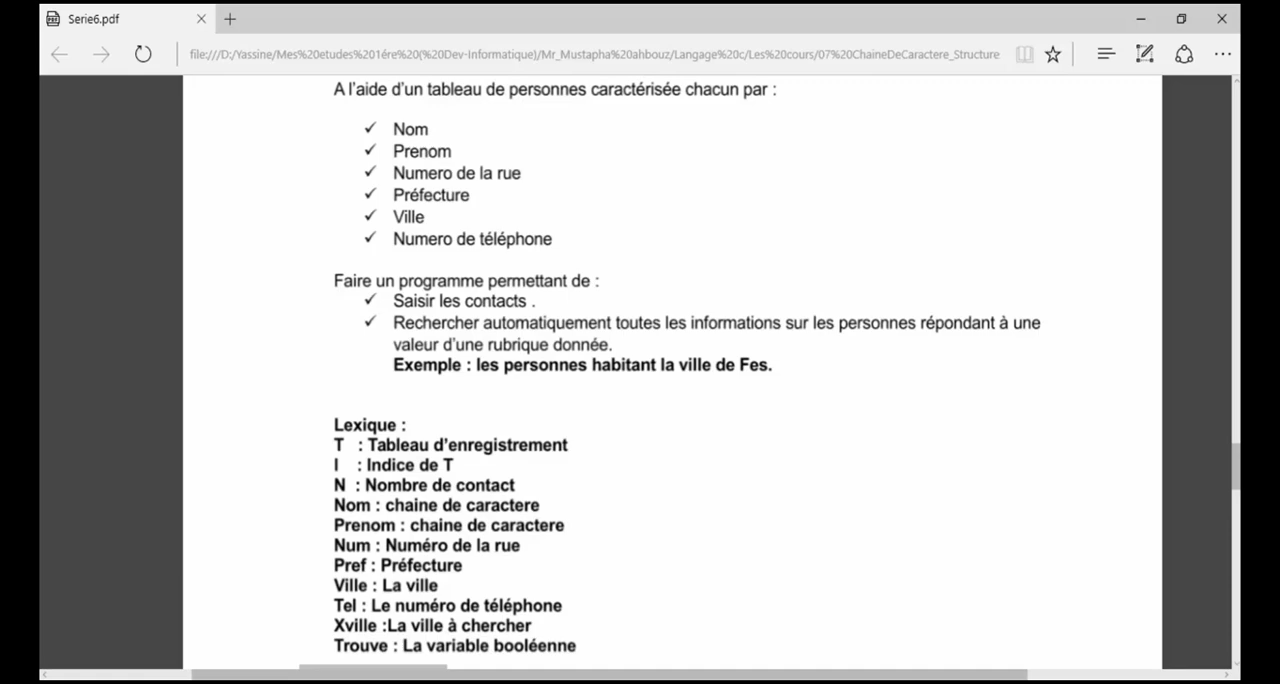 Serie6.pdf
file:///D:/Yassine/Mes%20etudes%201ére%20(%20Dev-Informatique)/Mr_Mustapha%20ahbouz/Langage%20c/Les%20cours/07%20ChaineDeCaractere_Structure
A l'aide d'un tableau de personnes caractérisée chacun par :
✓ Nom
✓ Prenom
✓ Numero de la rue
✓ Préfecture
✓ Ville
✓ Numero de téléphone
Faire un programme permettant de :
✓ Saisir les contacts .
✓ Rechercher automatiquement toutes les informations sur les personnes répondant à une
valeur d'une rubrique donnée.
Exemple : les personnes habitant la ville de Fes.
Lexique :
T : Tableau d'enregistrement
I : Indice de T
N : Nombre de contact
Nom : chaine de caractere
Prenom : chaine de caractere
Num : Numéro de la rue
Pref : Préfecture
Ville : La ville
Tel : Le numéro de téléphone
Xville :La ville à chercher
Trouve : La variable booléenne